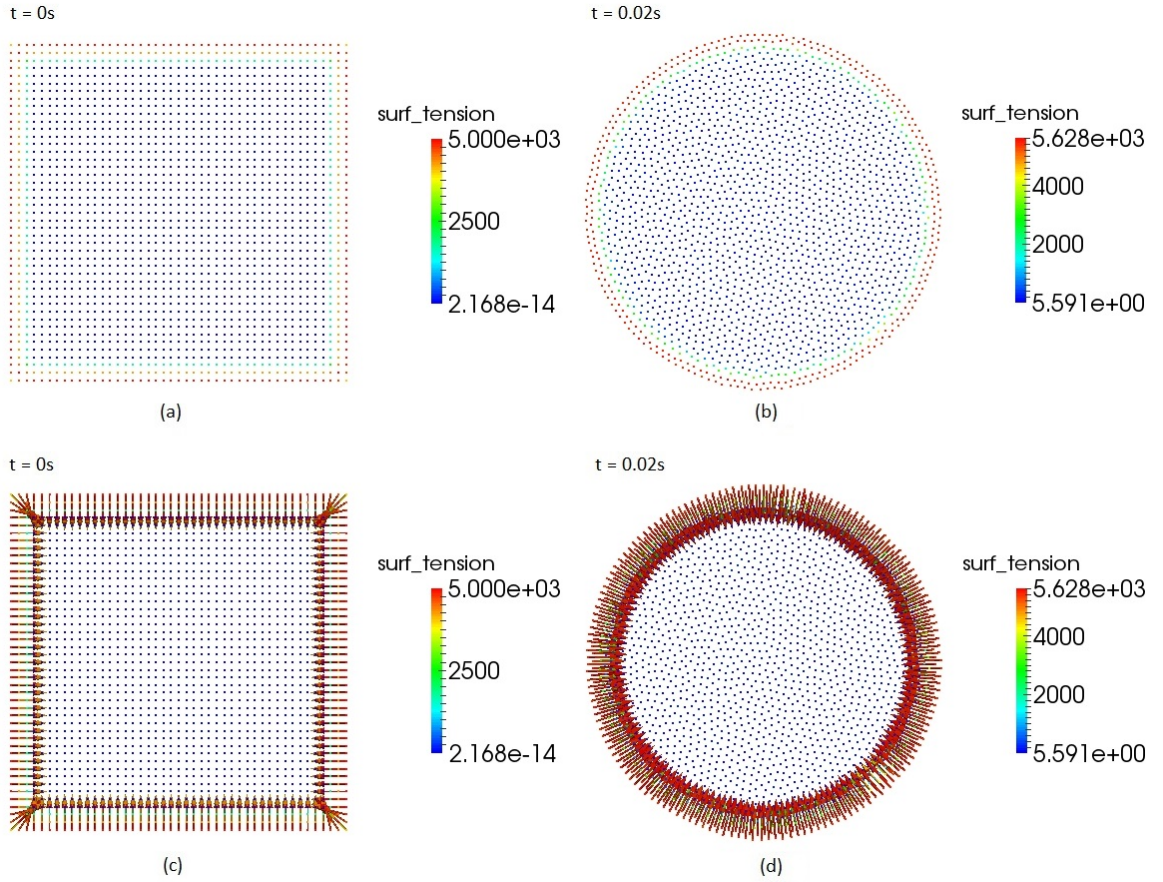 t = 0s
t = 0.02s
surf_tension
5.000e+03
2500
2.168e-14
surf_tension
5.628e+03
4000
2000
5.591e+00
(a)
(b)
t = 0s
t = 0.02s
surf_tension
5.000e+03
2500
2.168e-14
surf_tension
5.628e+03
4000
2000
5.591e+00
(c)
(d)